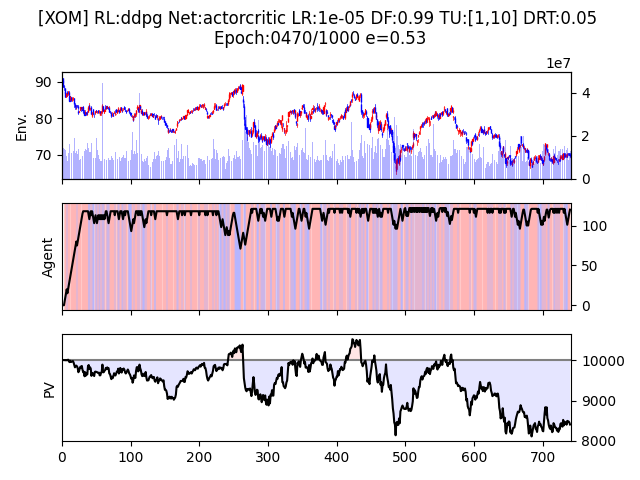 [XOM] RL:ddpg Net:actorcritic LR:1e-05 DF:0.99 TU:[1,10] DRT:0.05
Epoch:0470/1000 e=0.53
1e7
90
80
70
Env.
4
2
0
Agent
100
50
0
PV
10000
9000
8000
0 100 200 300 400 500 600 700